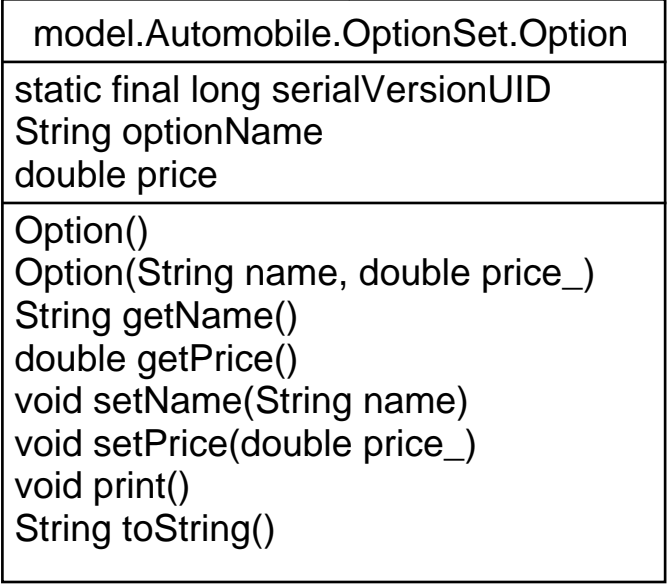 model.Automobile.OptionSet.Option
static final long serialVersionUID
String optionName
double price
Option()
Option(String name, double price_)
String getName()
double getPrice()
void setName(String name)
void setPrice(double price_)
void print()
String toString()